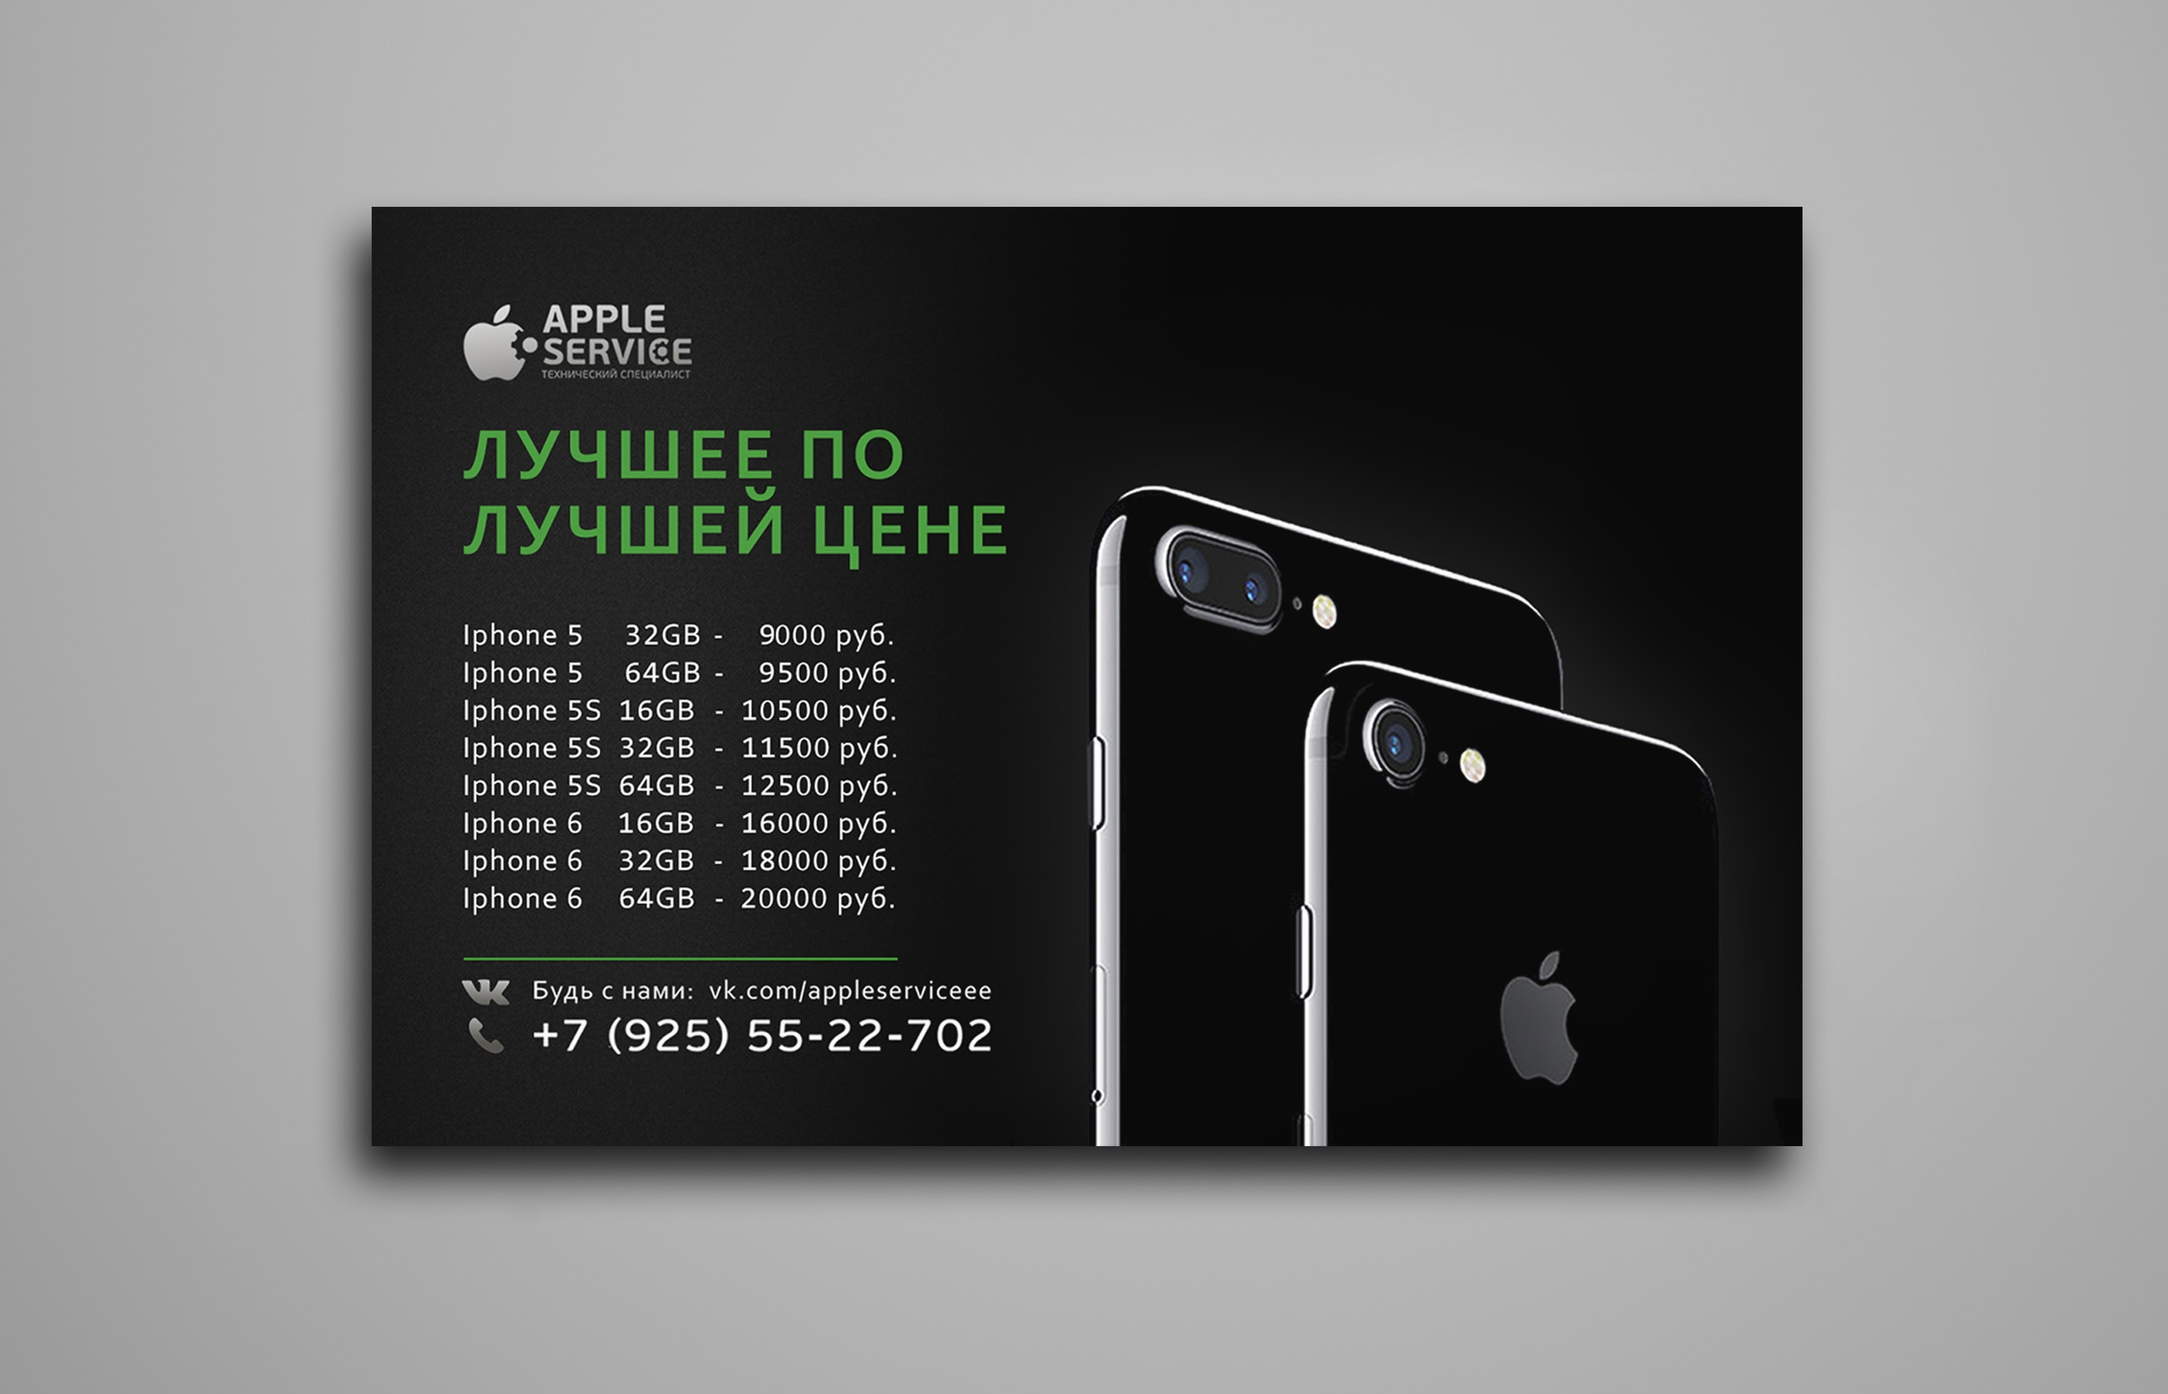 APPLE
SERVICE
ТЕХНИЧЕСКИЙ СПЕЦИАЛИСТ
ЛУЧШЕЕ ПО
ЛУЧШЕЙ ЦЕНЕ
Iphone 5 32GB - 9000 руб.
Iphone 5 64GB - 9500 руб.
Iphone 5S 16GB - 10500 руб.
Iphone 5S 32GB - 11500 руб.
Iphone 5S 64GB - 12500 руб.
Iphone 6 16GB - 16000 руб.
Iphone 6 32GB - 18000 руб.
Iphone 6 64GB - 20000 руб.
Будь с нами: vk.com/appleserviceee
+7 (925) 55-22-702